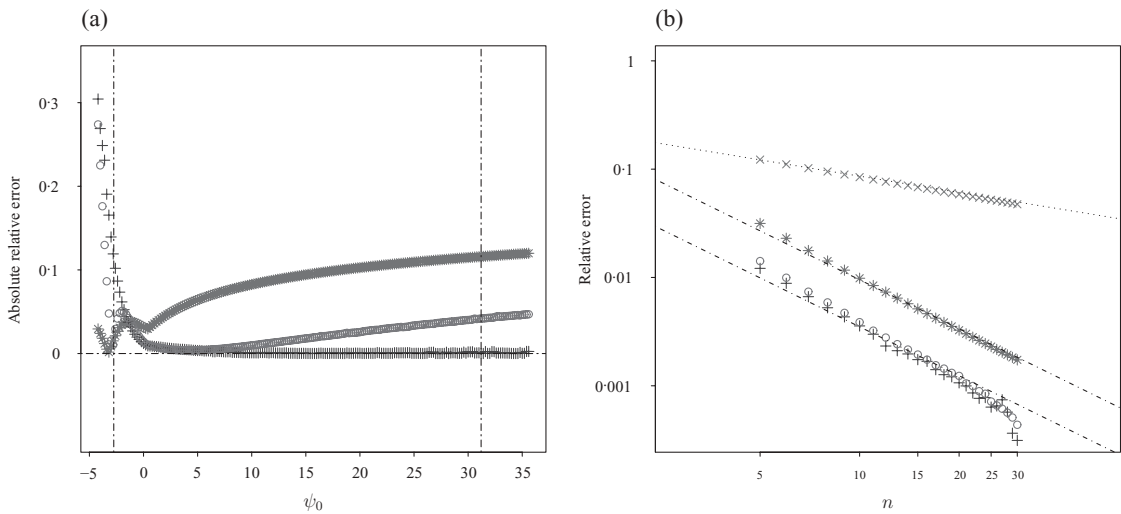 (a)
Absolute relative error
0·3
0·2
0·1
0
−5 0 5 10 15 20 25 30 35
ψ0
(b)
Relative error
1
0·1
0·01
0·001
5 10 15 20 25 30
n